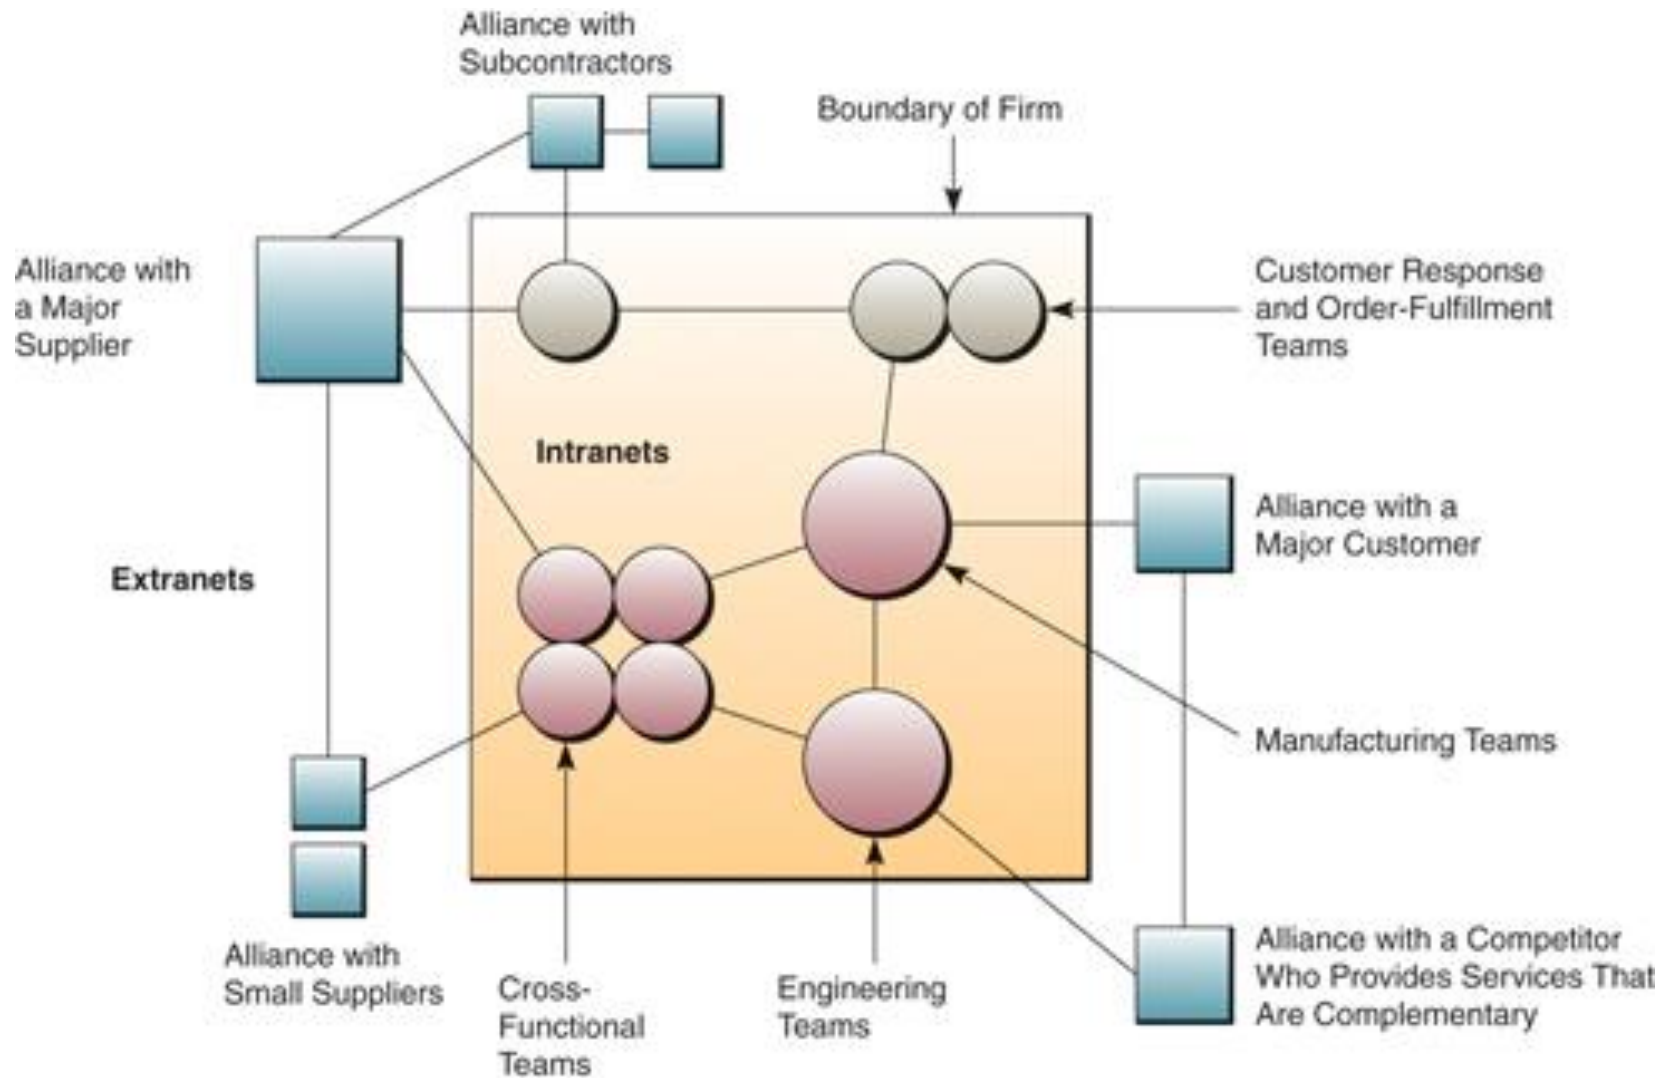 Alliance with
Subcontractors
Boundary of Firm
Alliance with
a Major
Supplier
Customer Response
and Order-Fulfillment
Teams
Intranets
Alliance with a
Major Customer
Extranets
Manufacturing Teams
Alliance with
Small Suppliers
Cross-
Functional
Teams
Engineering
Teams
Alliance with a Competitor
Who Provides Services That
Are Complementary